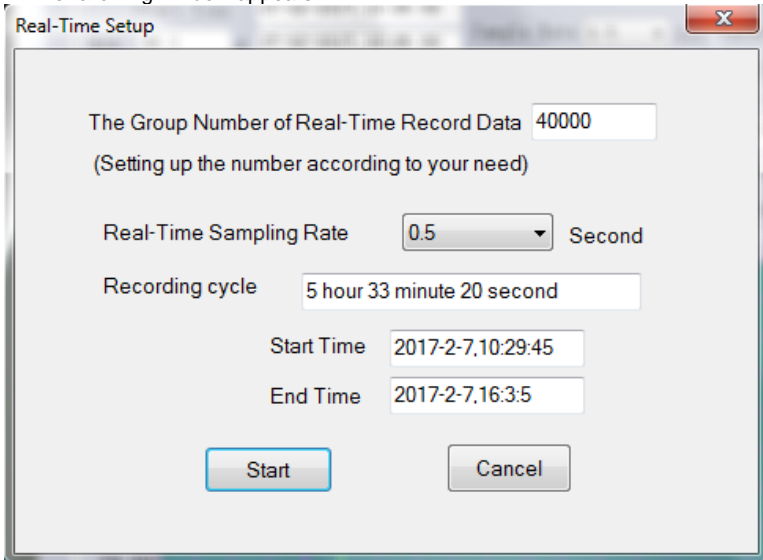 Real-Time Setup
The Group Number of Real-Time Record Data 40000
(Setting up the number according to your need)
Real-Time Sampling Rate 0.5 Second
Recording cycle 5 hour 33 minute 20 second
Start Time 2017-2-7,10:29:45
End Time 2017-2-7,16:3:5
Start Cancel